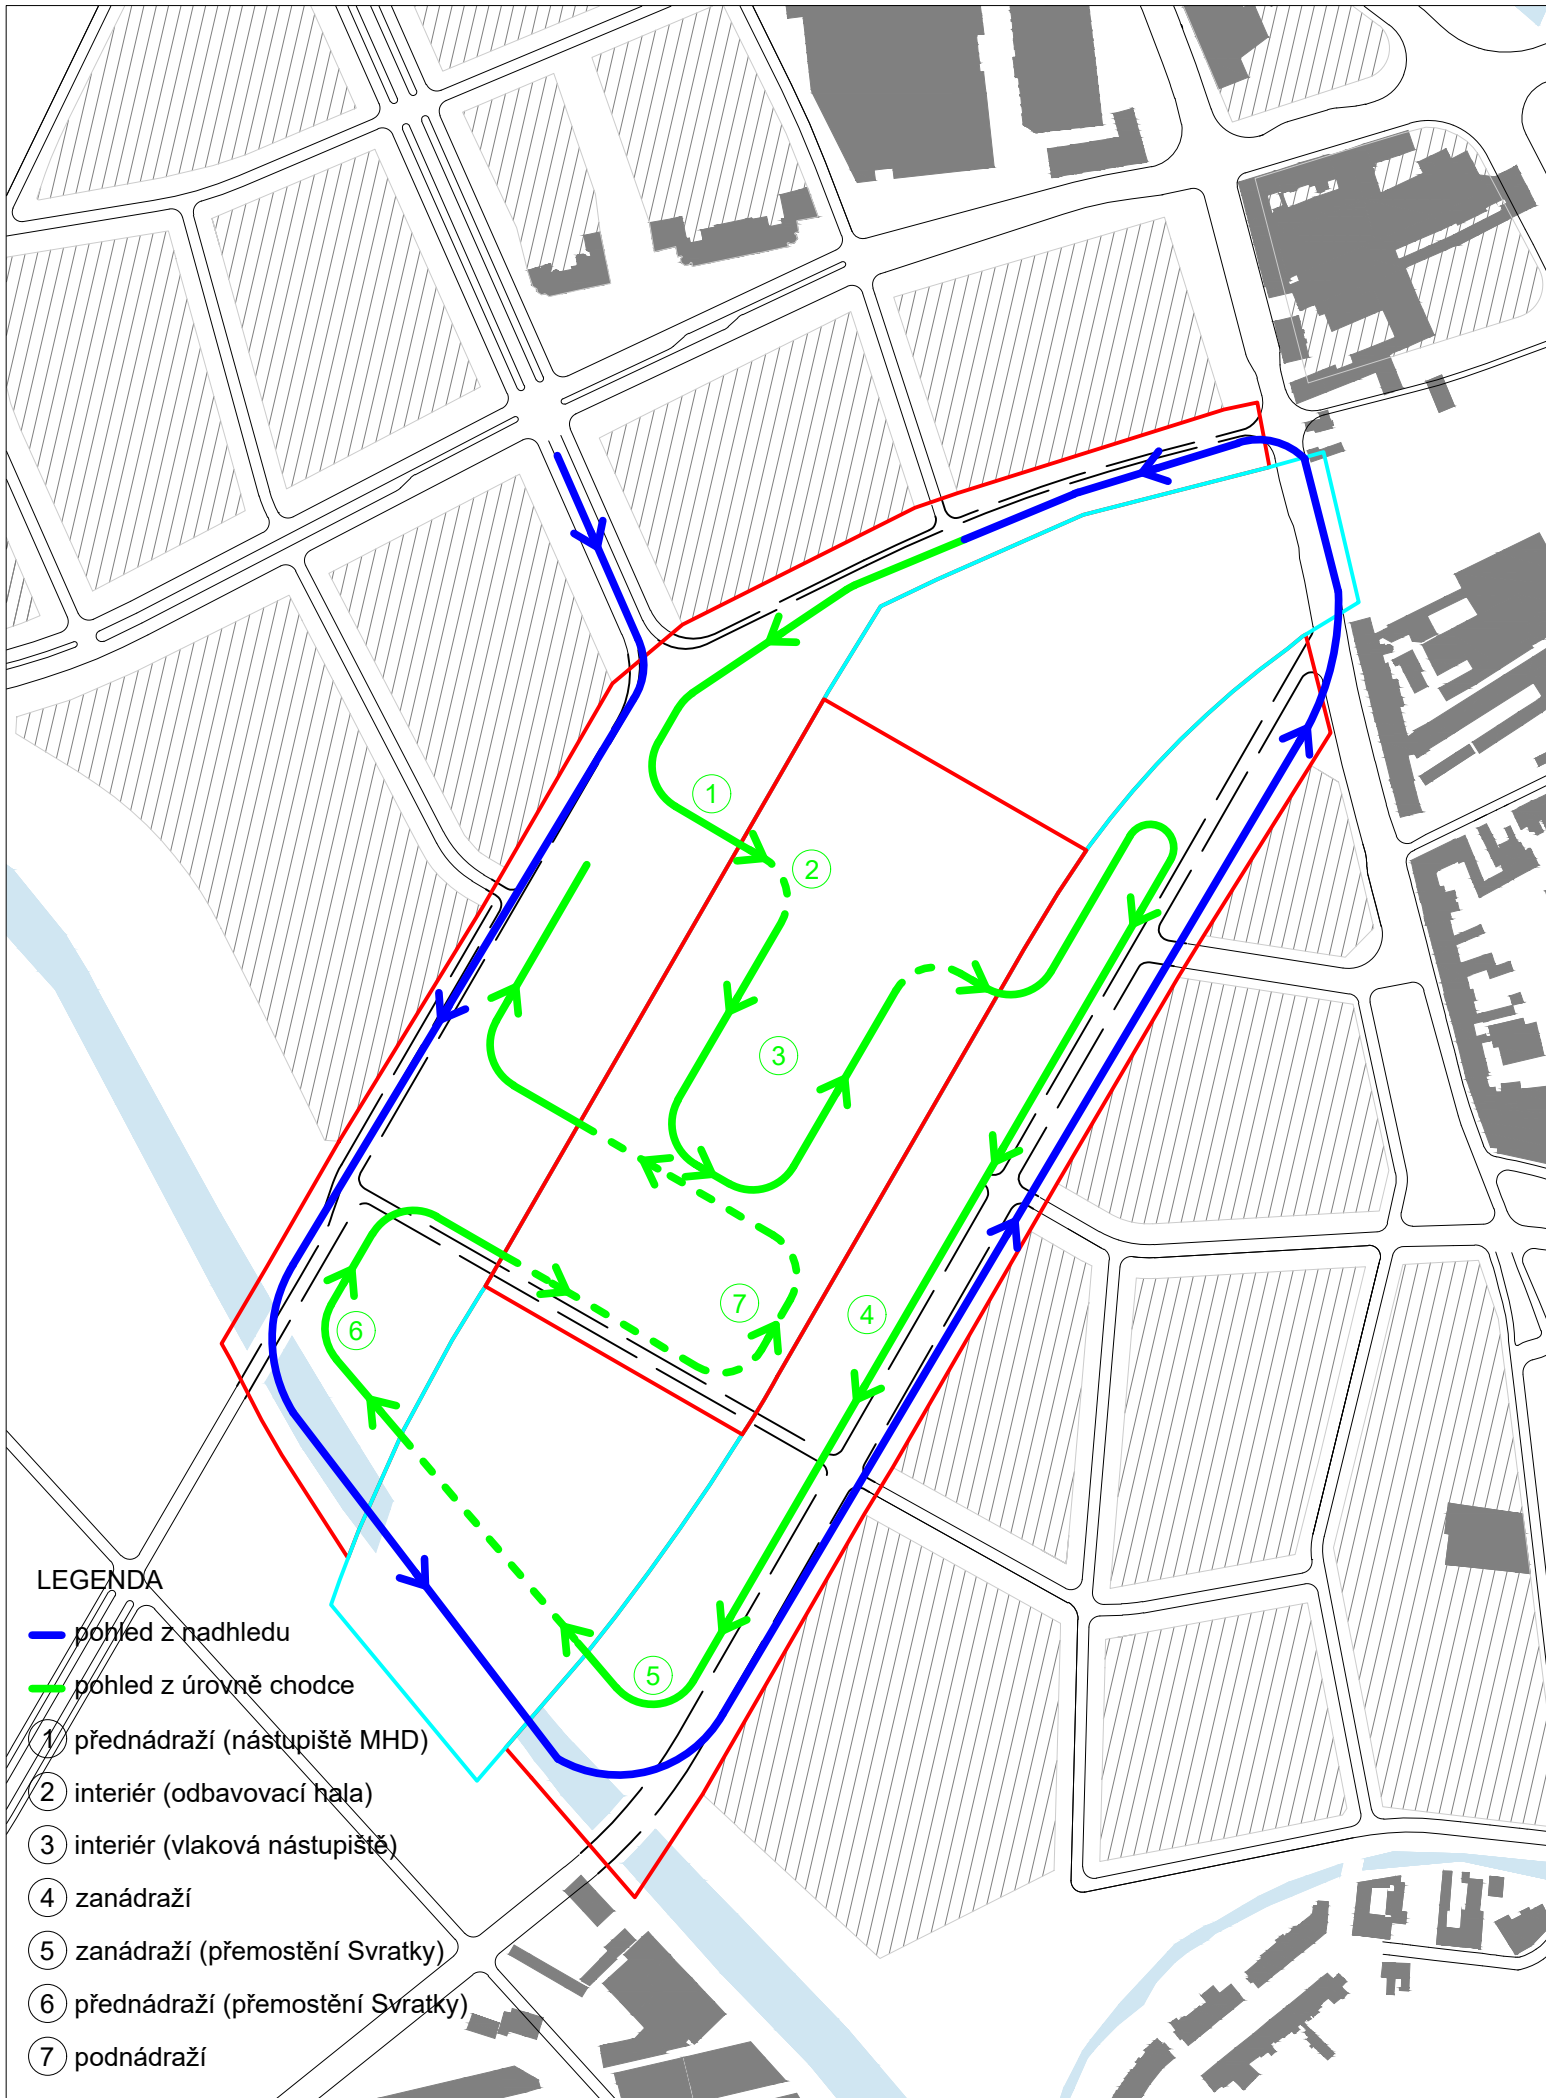 1
2
3
4
5
6
7
LEGENDA
pohled z nadhledu
pohled z úrovně chodce
1 přednádraží (nástupiště MHD)
2 interiér (odbavovací hala)
3 interiér (vlaková nástupiště)
4 zanádraží
5 zanádraží (přemostění Svratky)
6 přednádraží (přemostění Svratky)
7 podnádraží